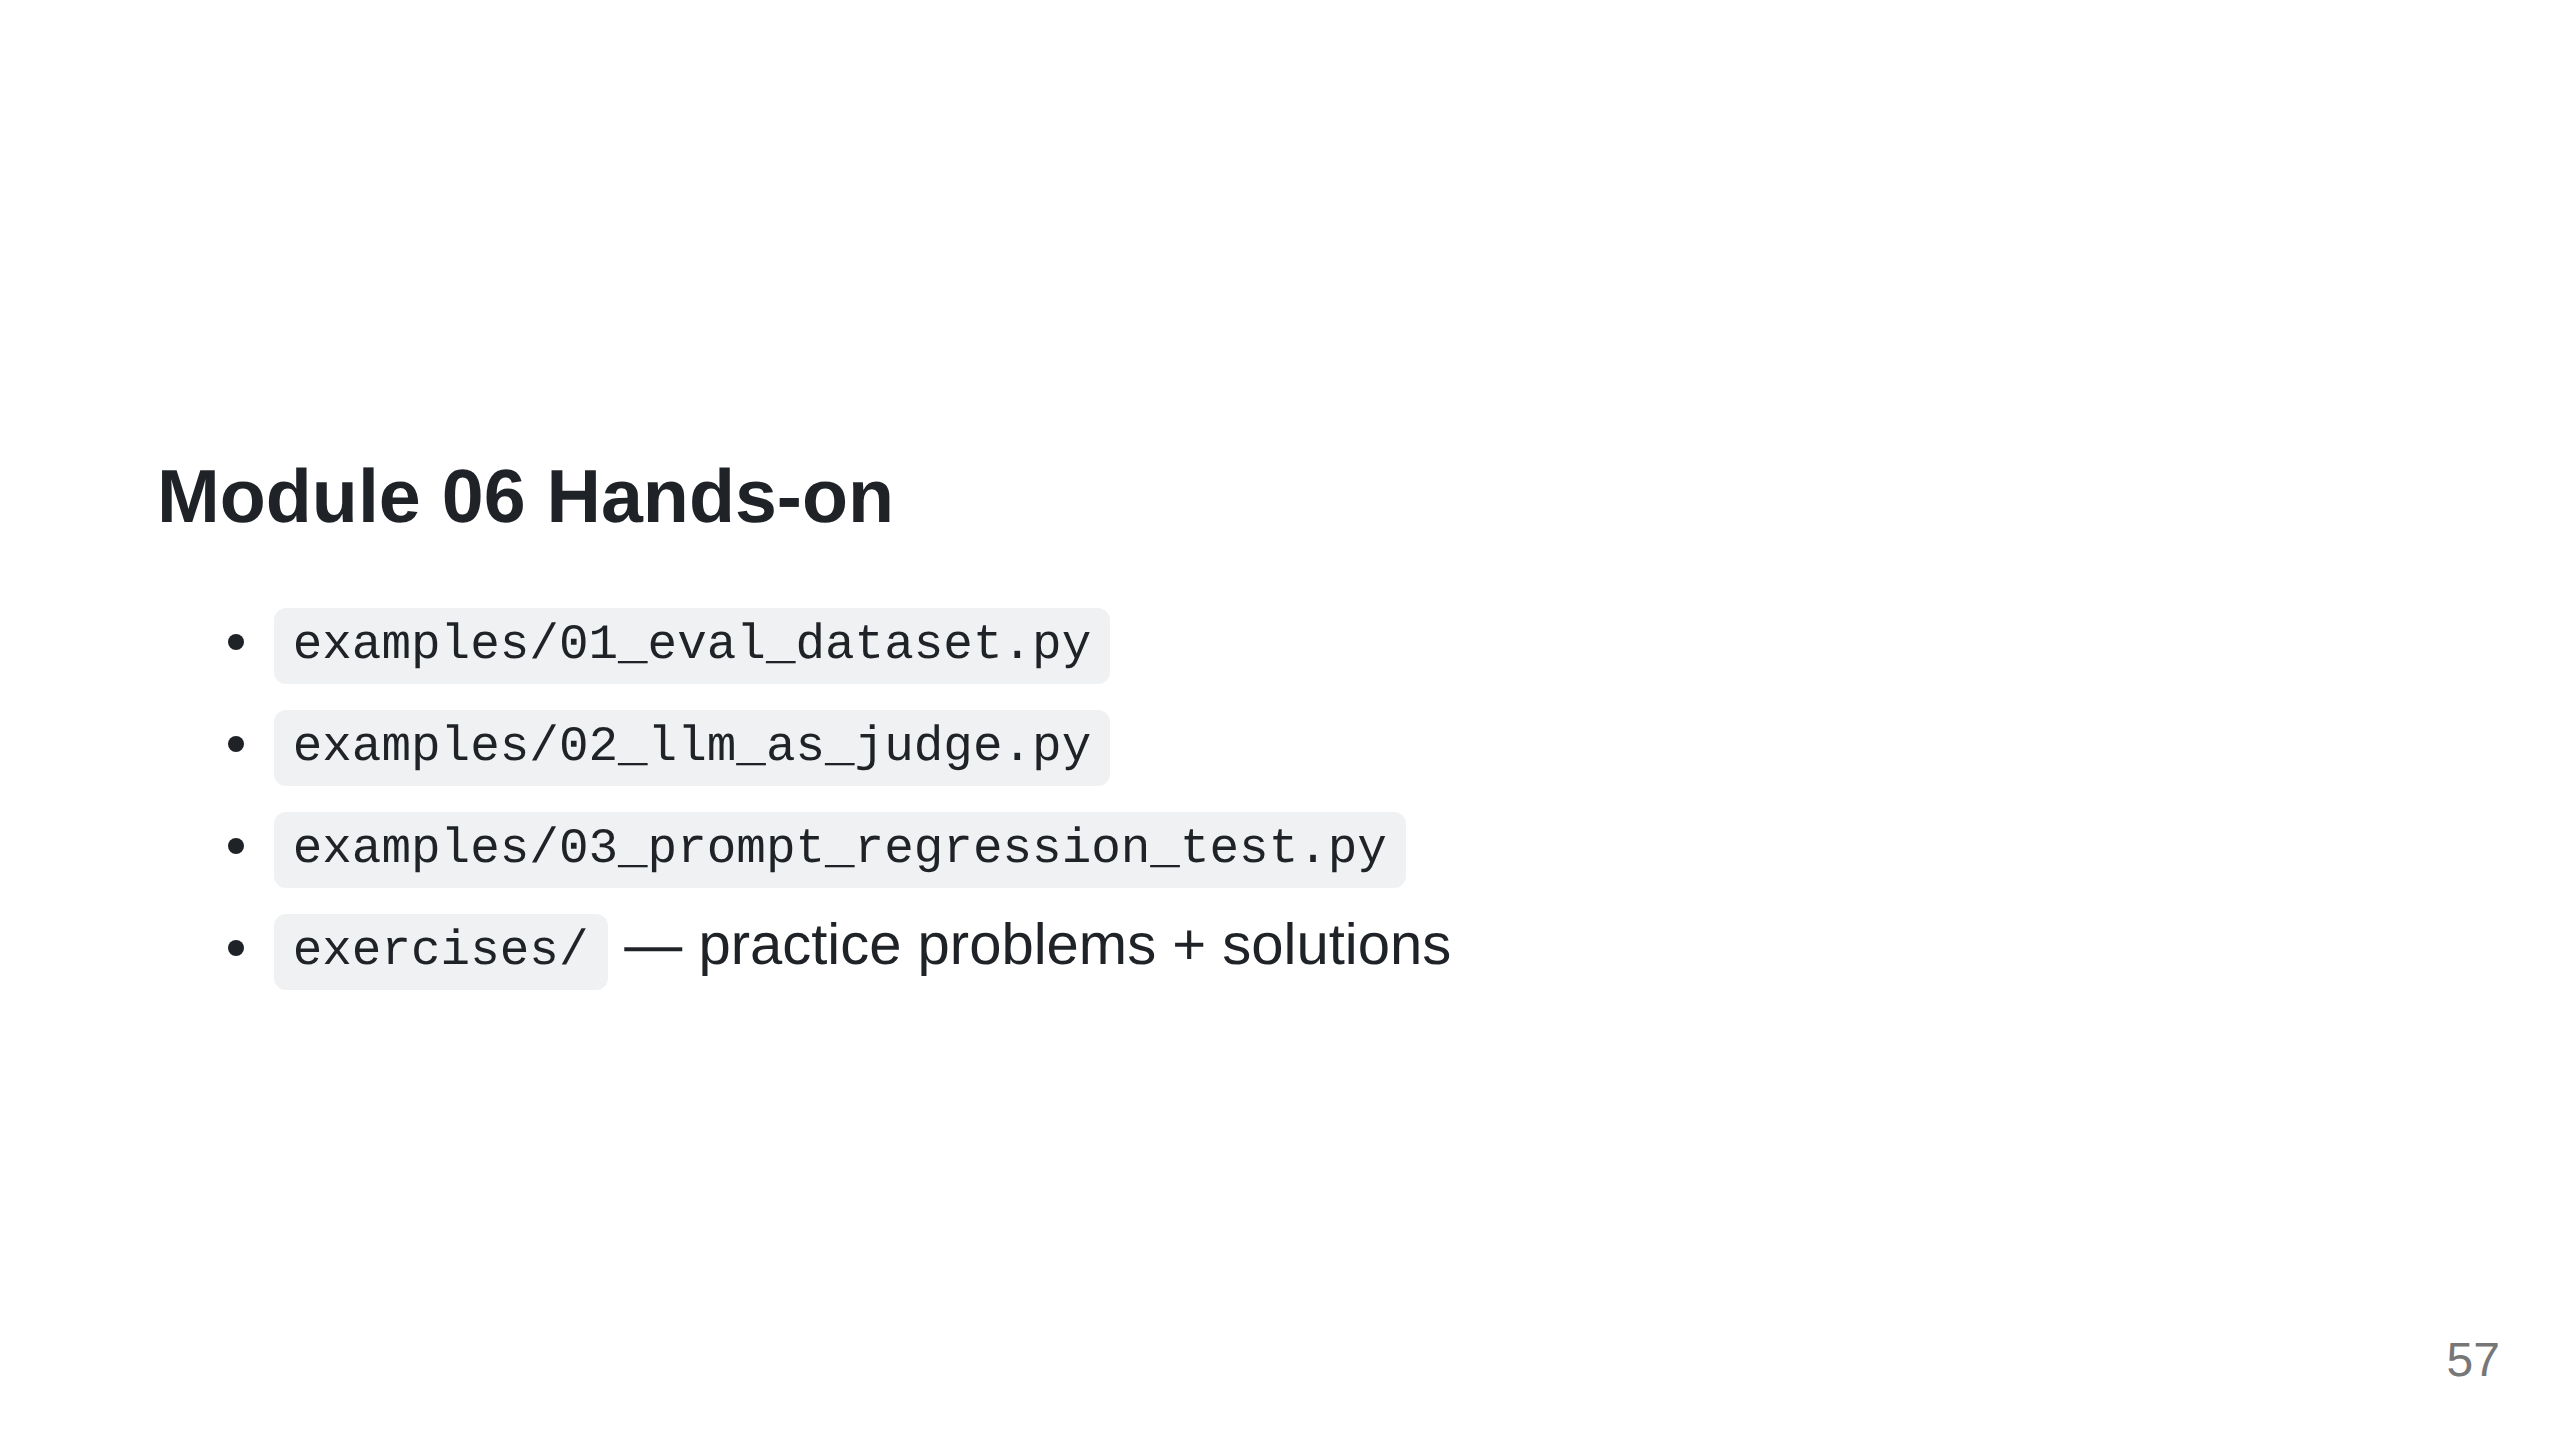 Module 06 Hands-on
• examples/01_eval_dataset.py
• examples/02_llm_as_judge.py
• examples/03_prompt_regression_test.py
• exercises/ — practice problems + solutions
57